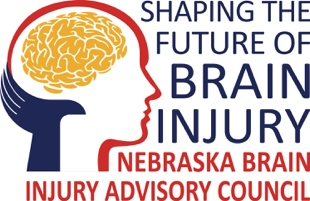 SHAPING THE
FUTURE OF
BRAIN
INJURY
NEBRASKA BRAIN
INJURY ADVISORY COUNCIL